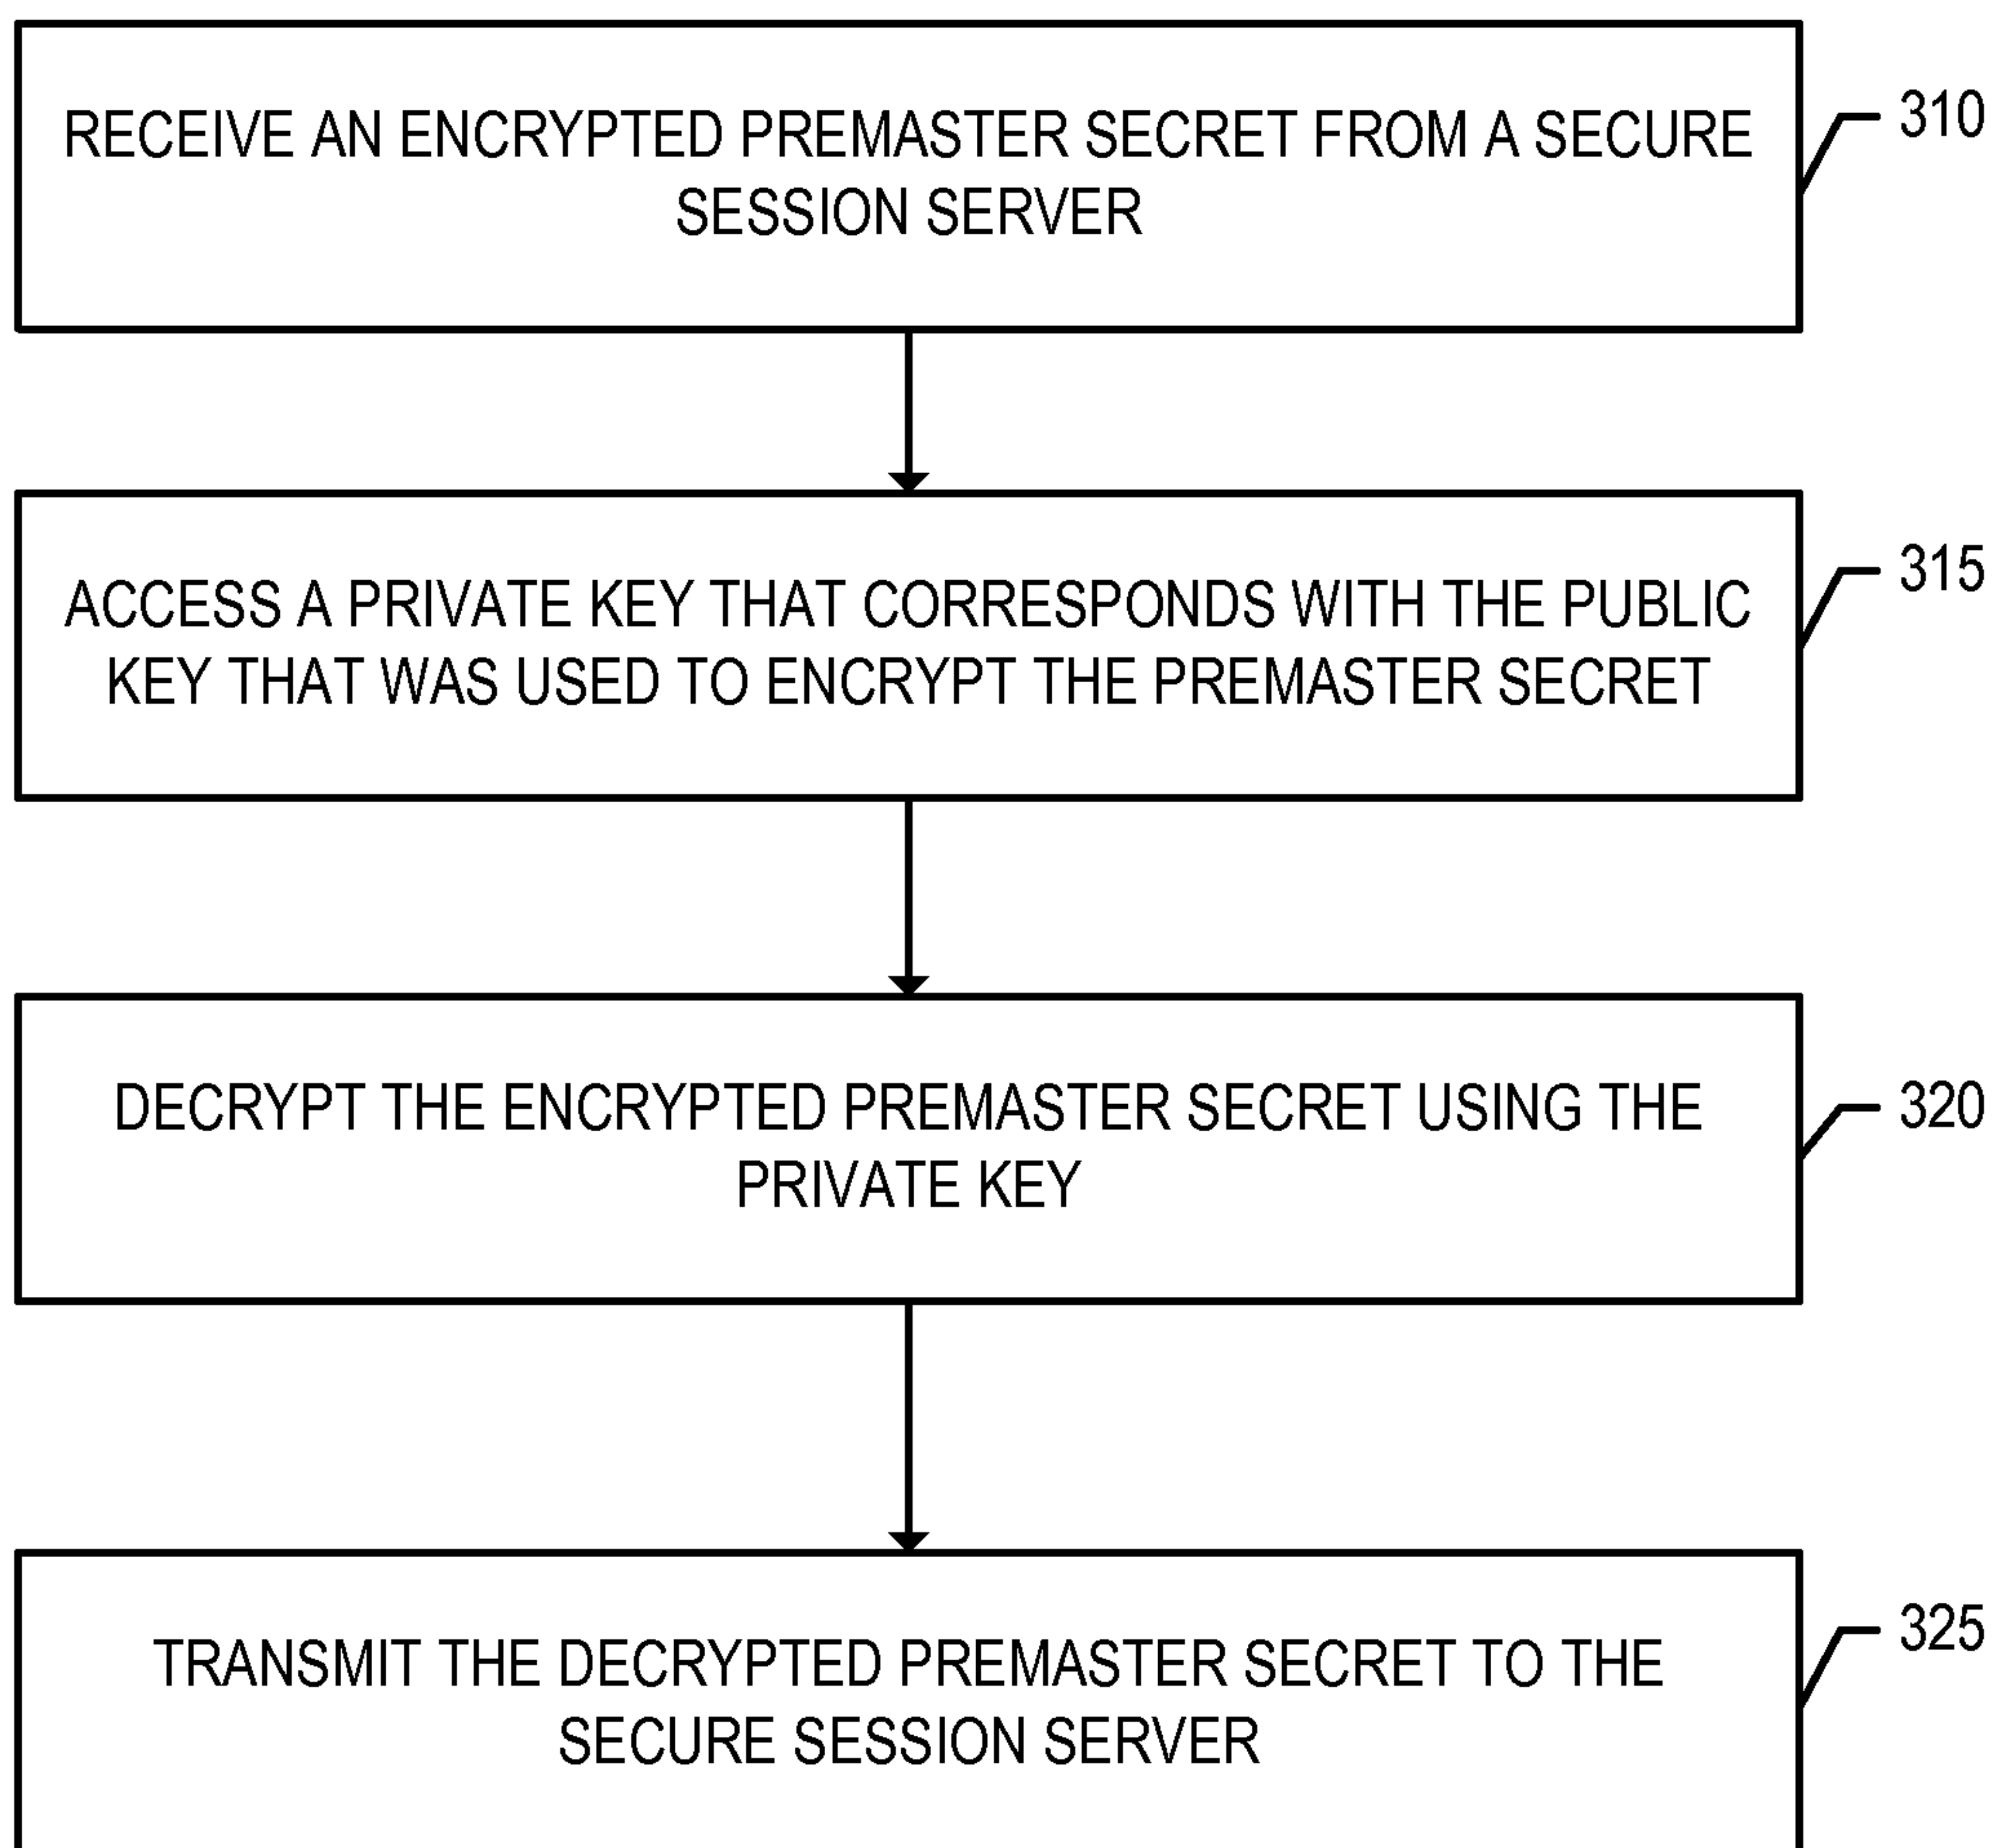 RECEIVE AN ENCRYPTED PREMASTER SECRET FROM A SECURE
SESSION SERVER
310
ACCESS A PRIVATE KEY THAT CORRESPONDS WITH THE PUBLIC
KEY THAT WAS USED TO ENCRYPT THE PREMASTER SECRET
315
DECRYPT THE ENCRYPTED PREMASTER SECRET USING THE
PRIVATE KEY
320
TRANSMIT THE DECRYPTED PREMASTER SECRET TO THE
SECURE SESSION SERVER
325